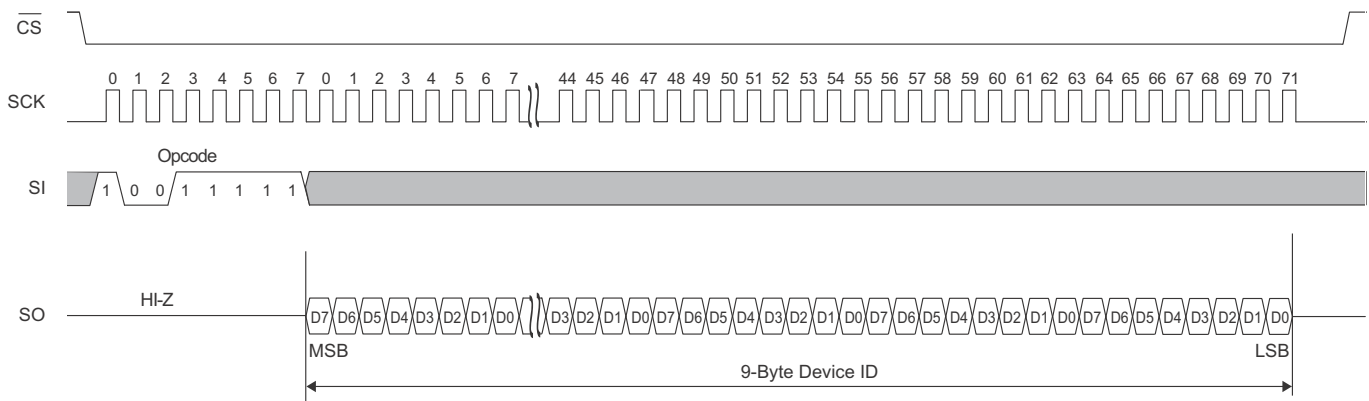 CS
0 1 2 3 4 5 6 7 0 1 2 3 4 5 6 7 44 45 46 47 48 49 50 51 52 53 54 55 56 57 58 59 60 61 62 63 64 65 66 67 68 69 70 71
SCK
Opcode
SI 1 0 0 1 1 1 1 1
HI-Z
SO D7 D6 D5 D4 D3 D2 D1 D0 D3 D2 D1 D0 D7 D6 D5 D4 D3 D2 D1 D0 D7 D6 D5 D4 D3 D2 D1 D0 D7 D6 D5 D4 D3 D2 D1 D0
MSB LSB
9-Byte Device ID